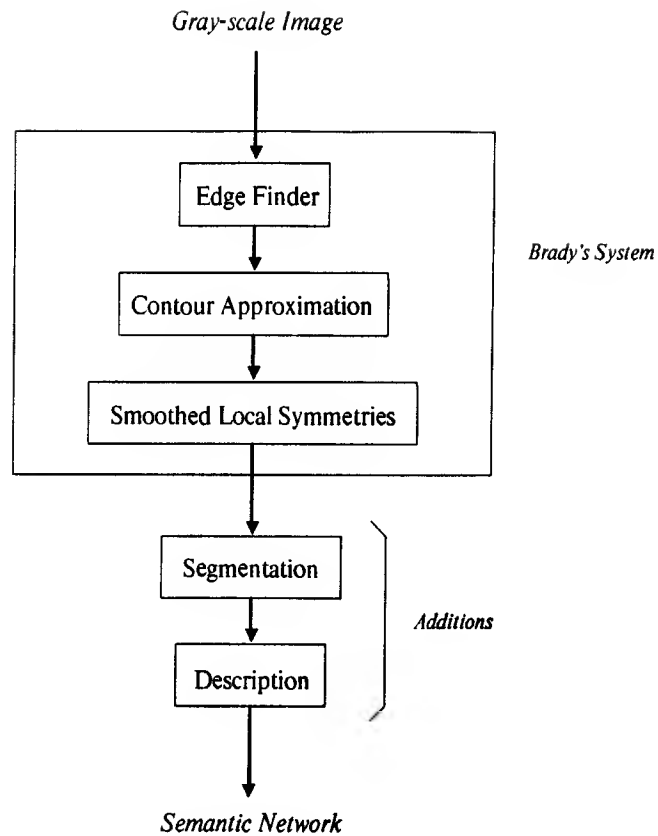 Gray-scale Image
Edge Finder
Brady's System
Contour Approximation
Smoothed Local Symmetries
Segmentation
Additions
Description
Semantic Network